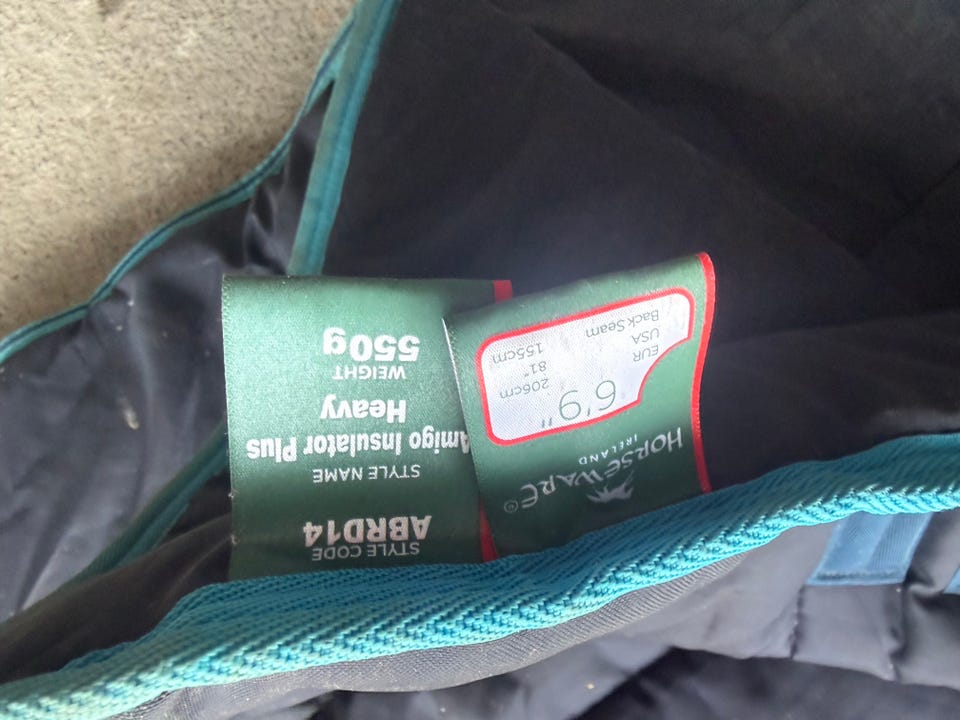 HORSEWARE®
IRELAND
6'9"
EUR 206cm
USA 81"
Back Seam 155cm
STYLE CODE
ABRD14
STYLE NAME
Amigo Insulator Plus
Heavy
WEIGHT
550g